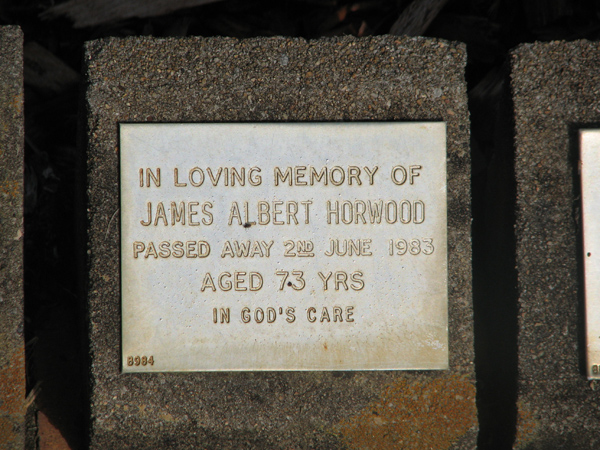 IN LOVING MEMORY OF
JAMES ALBERT HORWOOD
PASSED AWAY 2ND JUNE 1983
AGED 73 YRS
IN GOD'S CARE
8984